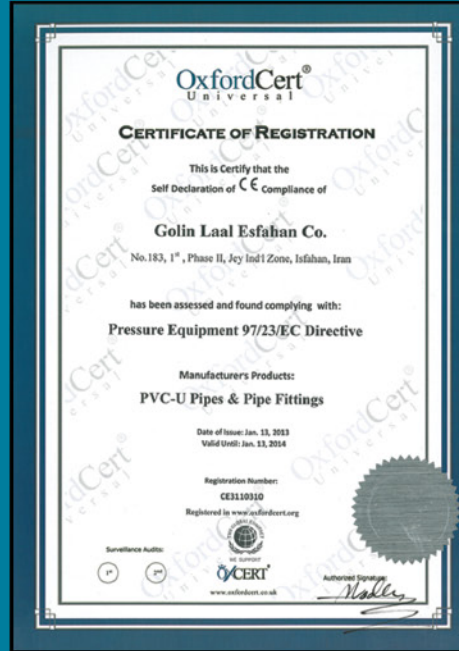 OxfordCert®
Universal
CERTIFICATE OF REGISTRATION
This is Certify that the
Self Declaration of CE Compliance of
Golin Laal Esfahan Co.
No.183, 1st , Phase II, Jey Ind'l Zone, Isfahan, Iran
has been assessed and found complying with:
Pressure Equipment 97/23/EC Directive
Manufacturer's Products:
PVC-U Pipes & Pipe Fittings
Date of Issue: Jan. 13, 2013
Valid Until: Jan. 13, 2014
Registration Number:
CE3110310
Registered in www.oxfordcert.org
WE SUPPORT
Surveillance Audits:
1st 2nd
OXCERT®
www.oxfordcert.co.uk
Authorized Signature: